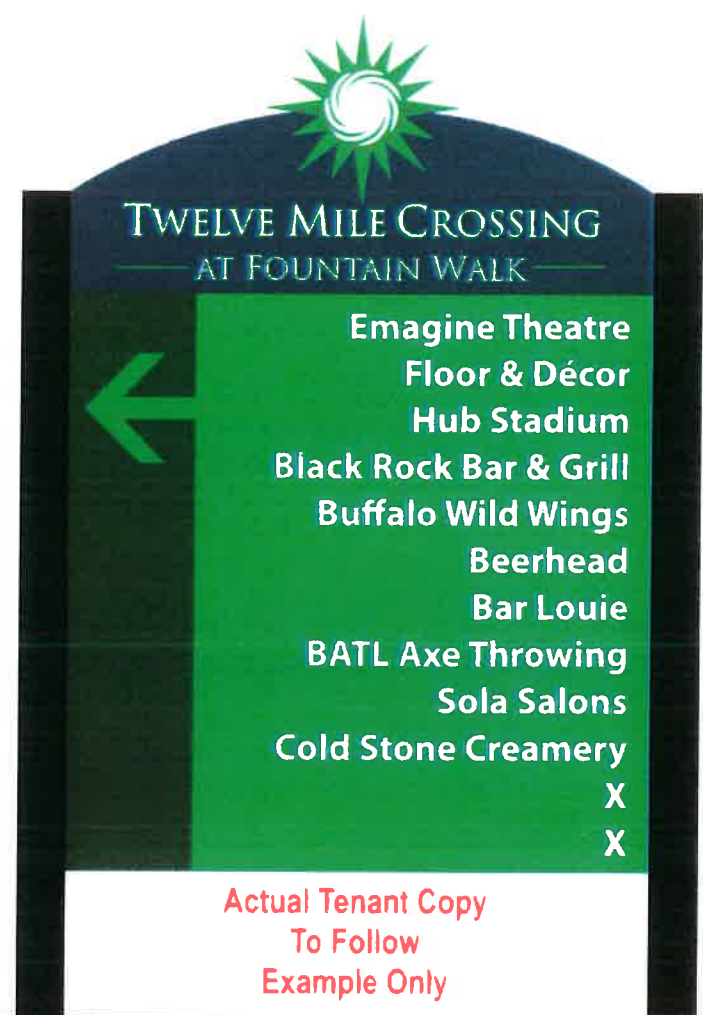 TWELVE MILE CROSSING
AT FOUNTAIN WALK
Emagine Theatre
Floor & Décor
Hub Stadium
Black Rock Bar & Grill
Buffalo Wild Wings
Beerhead
Bar Louie
BATL Axe Throwing
Sola Salons
Cold Stone Creamery
X
X
Actual Tenant Copy
To Follow
Example Only